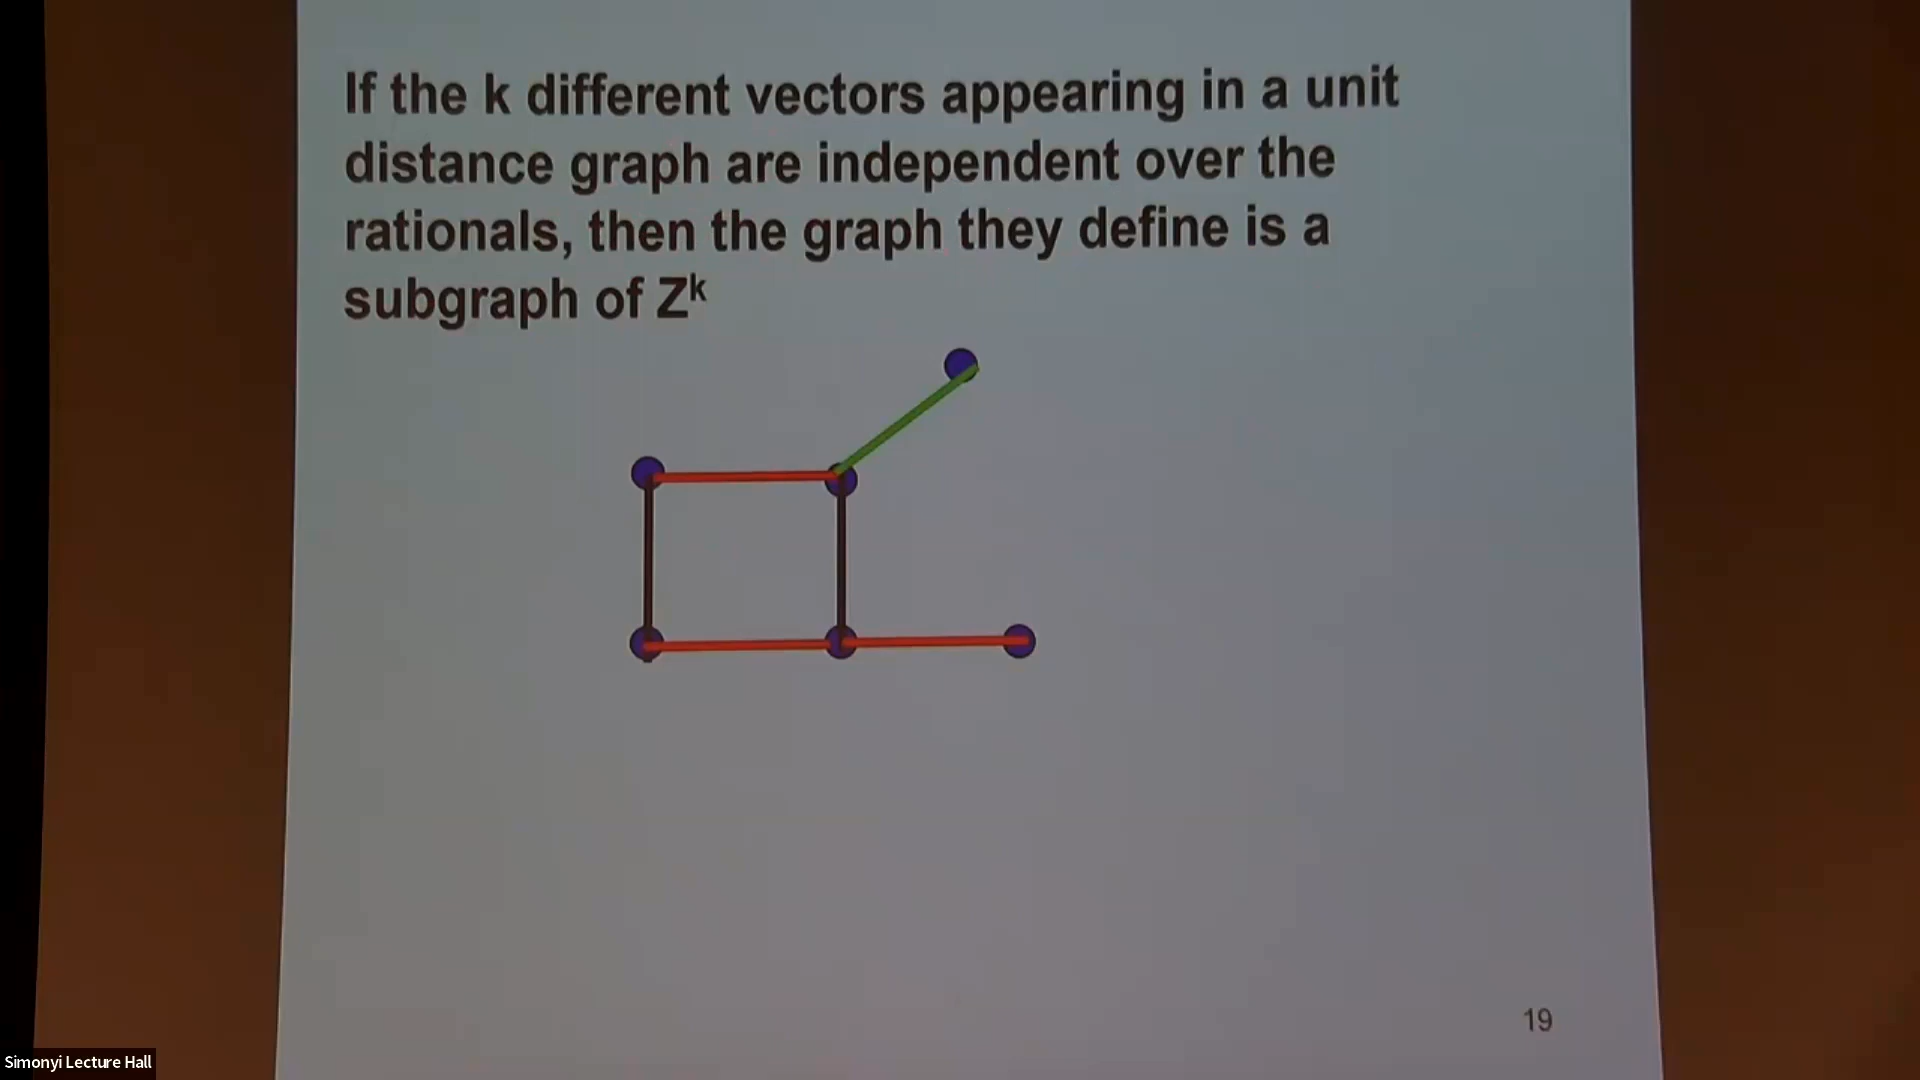 If the k different vectors appearing in a unit
distance graph are independent over the
rationals, then the graph they define is a
subgraph of Zᵏ
19
Simonyi Lecture Hall